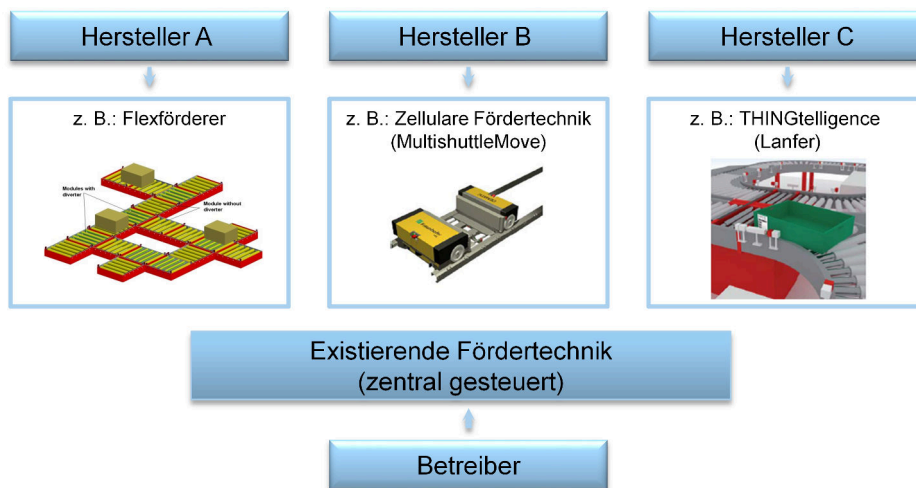 Hersteller A
Hersteller B
Hersteller C
z. B.: Flexförderer
Modules with
diverter
Module without
diverter
z. B.: Zellulare Fördertechnik
(MultishuttleMove)
z. B.: THINGtelligence
(Lanfer)
Existierende Fördertechnik
(zentral gesteuert)
Betreiber